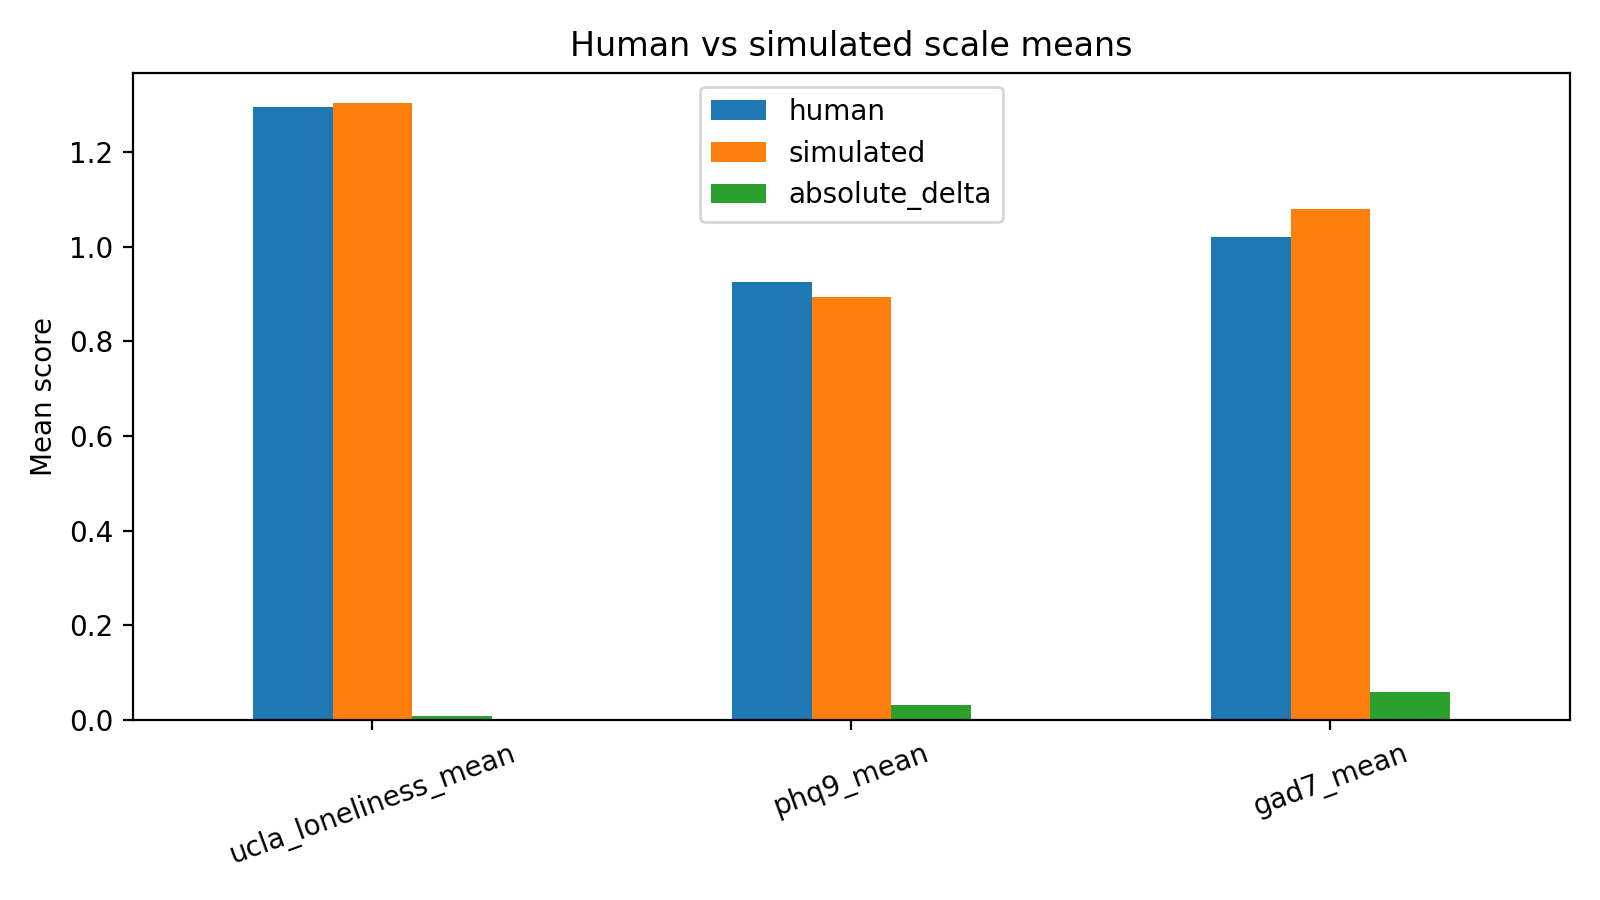 Human vs simulated scale means
human
simulated
absolute_delta
Mean score
1.2
1.0
0.8
0.6
0.4
0.2
0.0
ucla_loneliness_mean
phq9_mean
gad7_mean